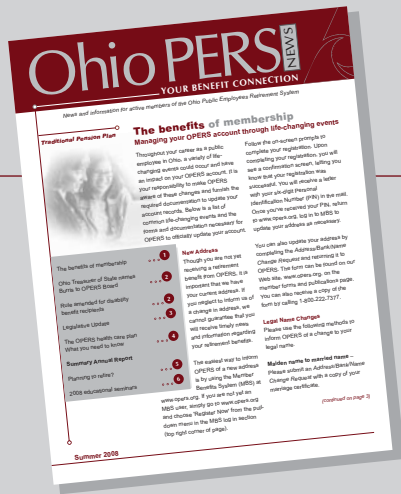 Ohio PERS
NEWS
YOUR BENEFIT CONNECTION
News and information for active members of the Ohio Public Employees Retirement System
Traditional Pension Plan
The benefits of membership
Managing your OPERS account through life-changing events
Throughout your career as a public
employee in Ohio, a variety of life-
changing events could occur and have
an impact on your OPERS account. It is
your responsibility to make OPERS
aware of these changes and furnish the
required documentation to update your
account records. Below is a list of
common life-changing events and the
forms and documentation necessary for
OPERS to officially update your account.
New Address
Though you are not yet
receiving a retirement
benefit from OPERS, it is
important that we have
your current address. If
you neglect to inform us of
a change in address, we
cannot guarantee that you
will receive timely news
and information regarding
your retirement benefits.
The easiest way to inform
OPERS of a new address
is by using the Member
Benefits System (MBS) at
www.opers.org. If you are not yet an
MBS user, simply go to www.opers.org
and choose 'Register Now' from the pull-
down menu in the MBS log in section
(top right corner of page).
Follow the on-screen prompts to
complete your registration. Upon
completing your registration, you will
see a confirmation screen, telling you
know that your registration was
successful. You will receive a letter
with your six-digit Personal
Identification Number (PIN) in the mail.
Once you've received your PIN, return
to www.opers.org, log in to MBS to
update your address as necessary.
You can also update your address by
completing the Address/Bank/Name
Change Request and returning it to
OPERS. The form can be found on our
Web site, www.opers.org, on the
member forms and publications page.
You can also receive a copy of the
form by calling 1-800-222-7377.
Legal Name Changes
Please use the following methods to
inform OPERS of a change to your
legal name.
Maiden name to married name –
Please submit an Address/Bank/Name
Change Request with a copy of your
marriage certificate.
(continued on page 3)
The benefits of membership ... 1
Ohio Treasurer of State names
Burris to OPERS Board ... 2
Rule amended for disability
benefits recipients ... 2
Legislative Update ... 3
The OPERS health care plan
What you need to know ... 4
Summary Annual Report
Planning to retire? ... 5
2008 educational seminars ... 6
Summer 2008